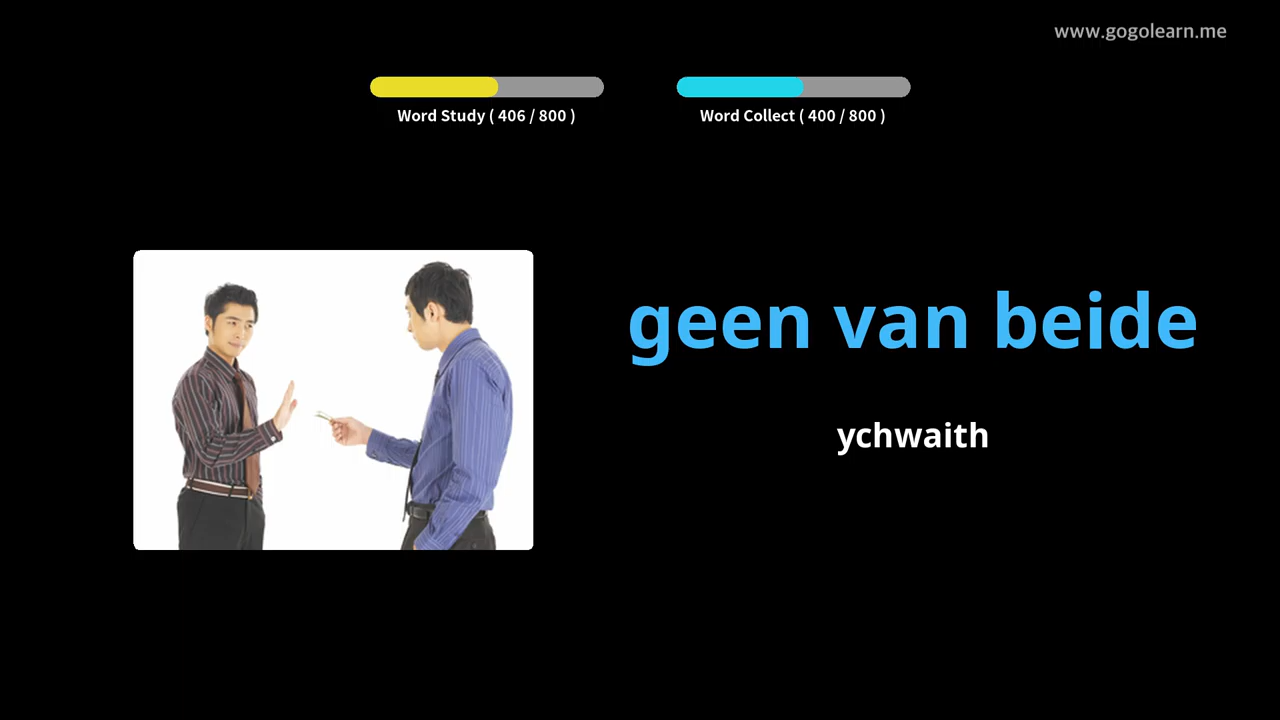 www.gogolearn.me
Word Study ( 406 / 800 )
Word Collect ( 400 / 800 )
geen van beide
ychwaith